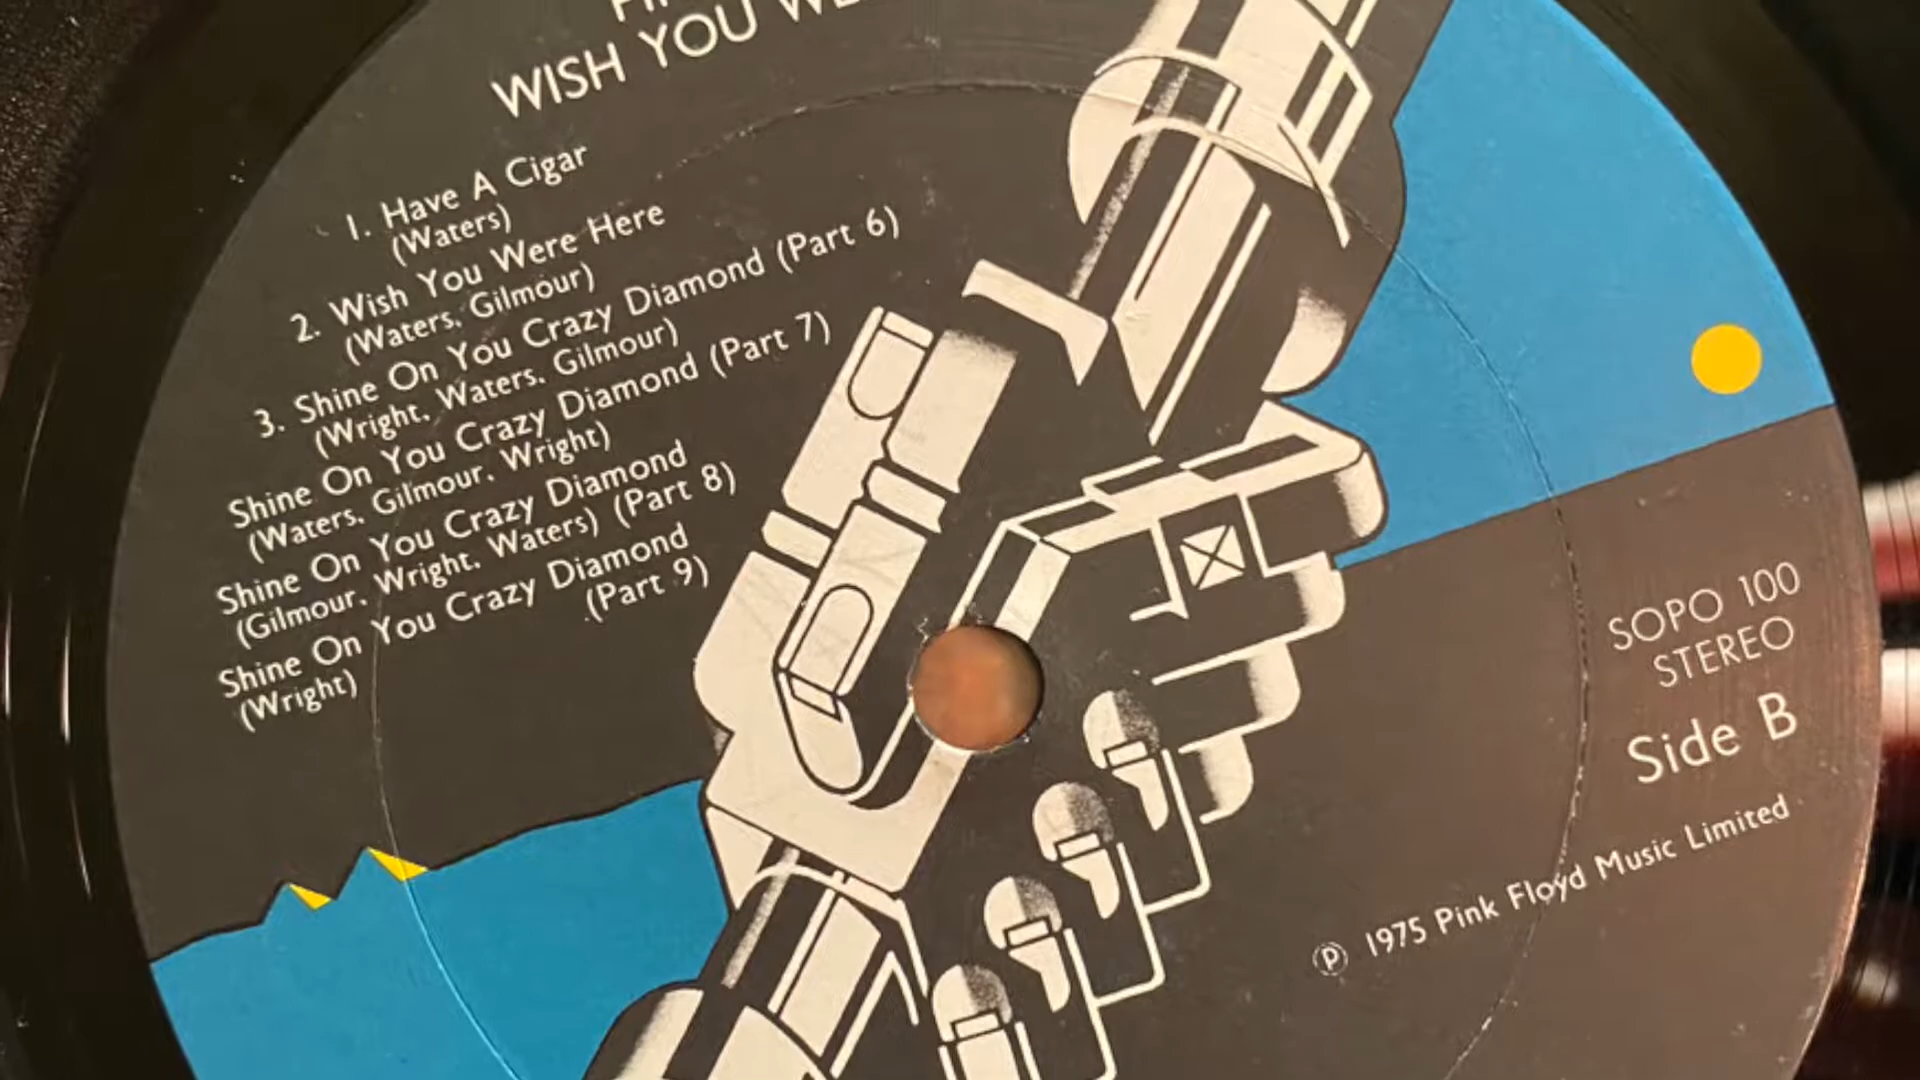 WISH YOU
1. Have A Cigar
(Waters)
2. Wish You Were Here
(Waters, Gilmour)
3. Shine On You Crazy Diamond (Part 6)
(Wright, Waters, Gilmour)
Shine On You Crazy Diamond (Part 7)
(Waters, Gilmour, Wright)
Shine On You Crazy Diamond
(Gilmour, Wright, Waters) (Part 8)
Shine On You Crazy Diamond
(Part 9)
(Wright)
SOPO 100
STEREO
Side B
Ⓟ 1975 Pink Floyd Music Limited